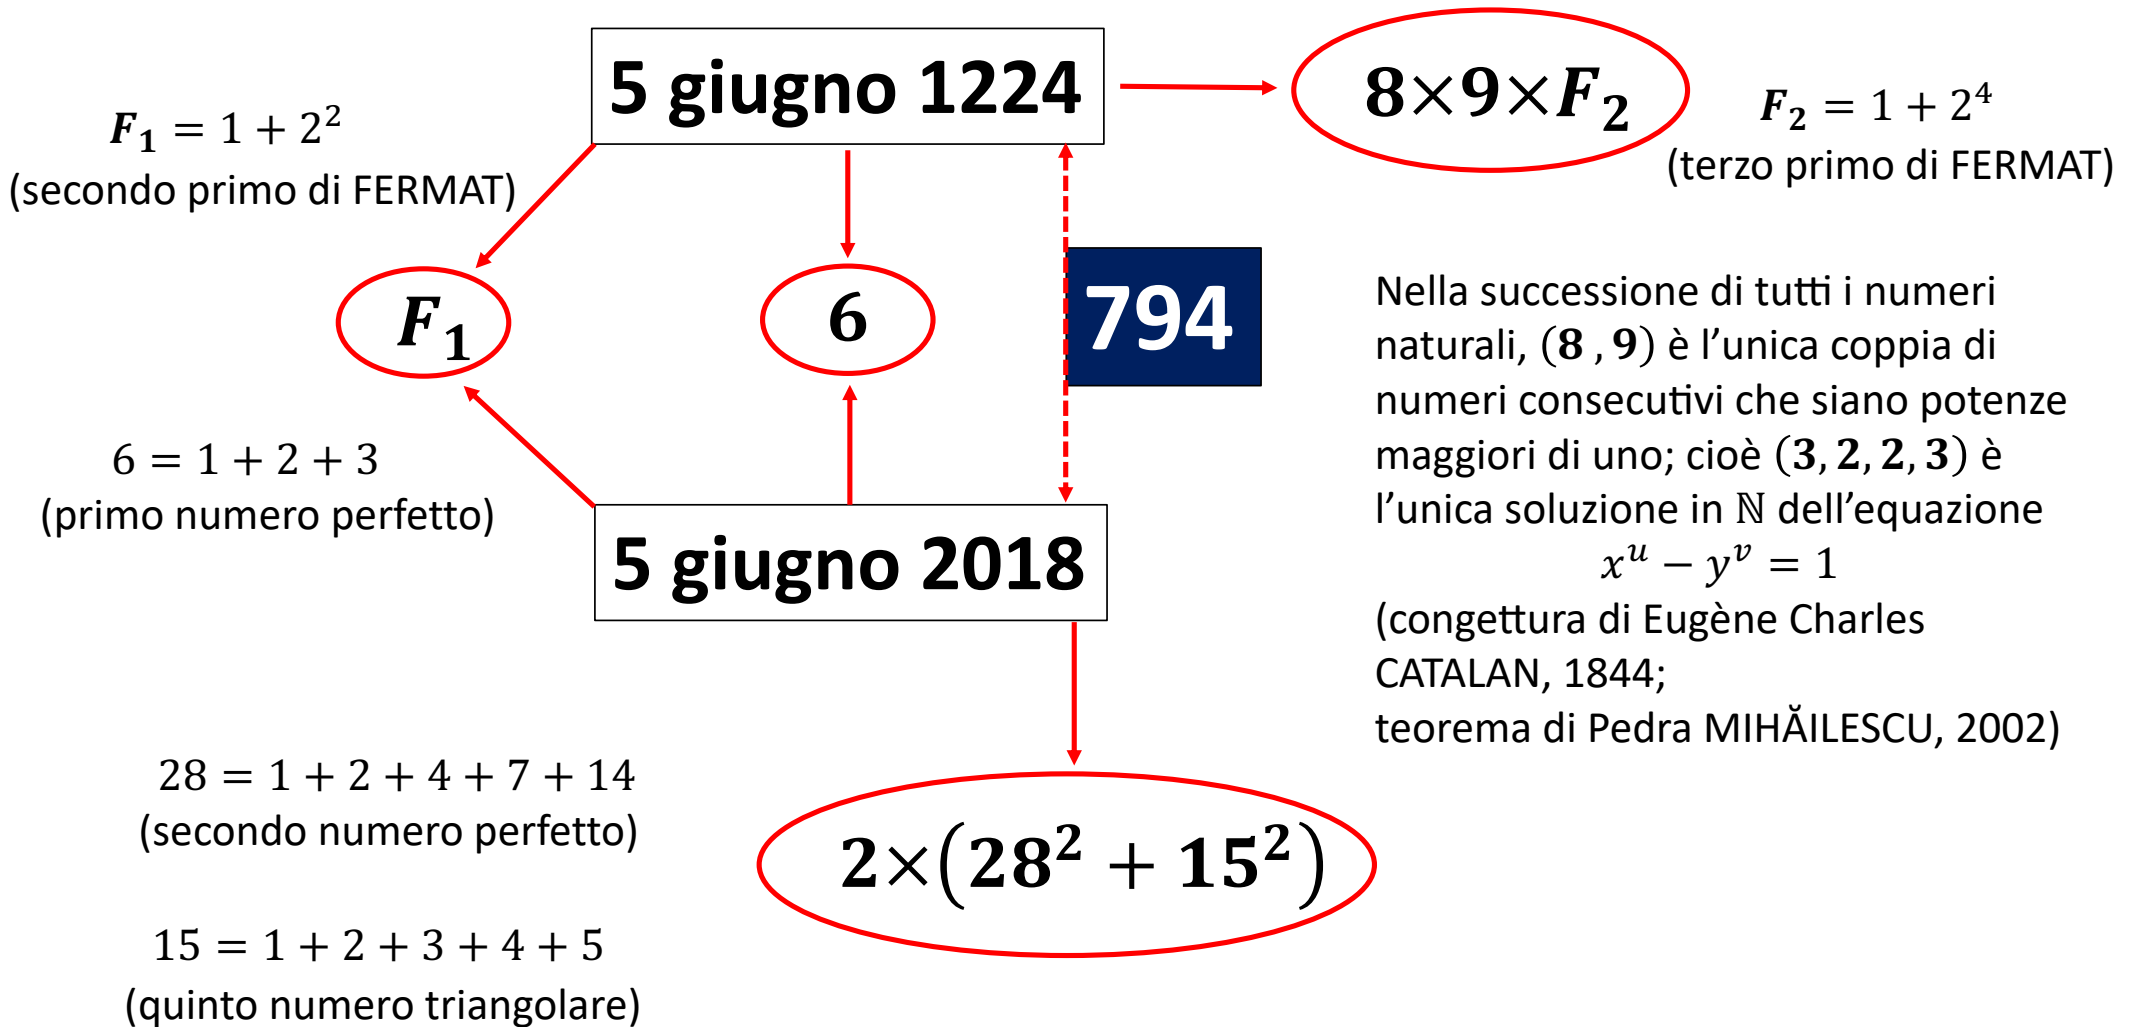 5 giugno 1224
8×9×F₂
F₁ = 1 + 2²
(secondo primo di FERMAT)
F₂ = 1 + 2⁴
(terzo primo di FERMAT)
F₁
6
794
6 = 1 + 2 + 3
(primo numero perfetto)
5 giugno 2018
Nella successione di tutti i numeri
naturali, (8 , 9) è l’unica coppia di
numeri consecutivi che siano potenze
maggiori di uno; cioè (3, 2, 2, 3) è
l’unica soluzione in ℕ dell’equazione
xᵘ − yᵛ = 1
(congettura di Eugène Charles
CATALAN, 1844;
teorema di Pedra MIHĂILESCU, 2002)
28 = 1 + 2 + 4 + 7 + 14
(secondo numero perfetto)
2×(28² + 15²)
15 = 1 + 2 + 3 + 4 + 5
(quinto numero triangolare)